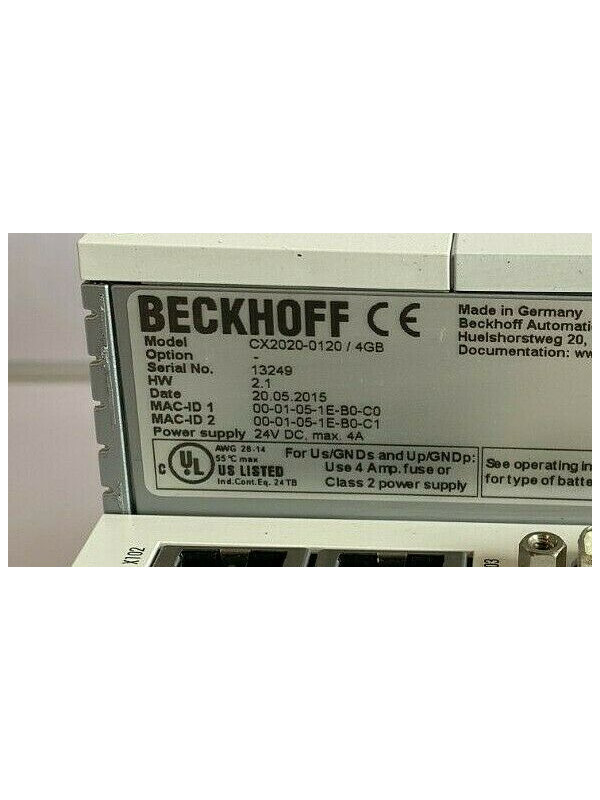 BECKHOFF CE
Model CX2020-0120 / 4GB
Option -
Serial No. 13249
HW 2.1
Date 20.05.2015
MAC-ID 1 00-01-05-1E-B0-C0
MAC-ID 2 00-01-05-1E-B0-C1
Power supply 24V DC, max. 4A
Made in Germany
Beckhoff Automati
Huelshorstweg 20,
Documentation: ww
C UL US LISTED
AWG 28-14
55°C max
Ind.Cont.Eq. 24TB
For Us/GNDs and Up/GNDp:
Use 4 Amp. fuse or
Class 2 power supply
See operating in
for type of batte
X102
03